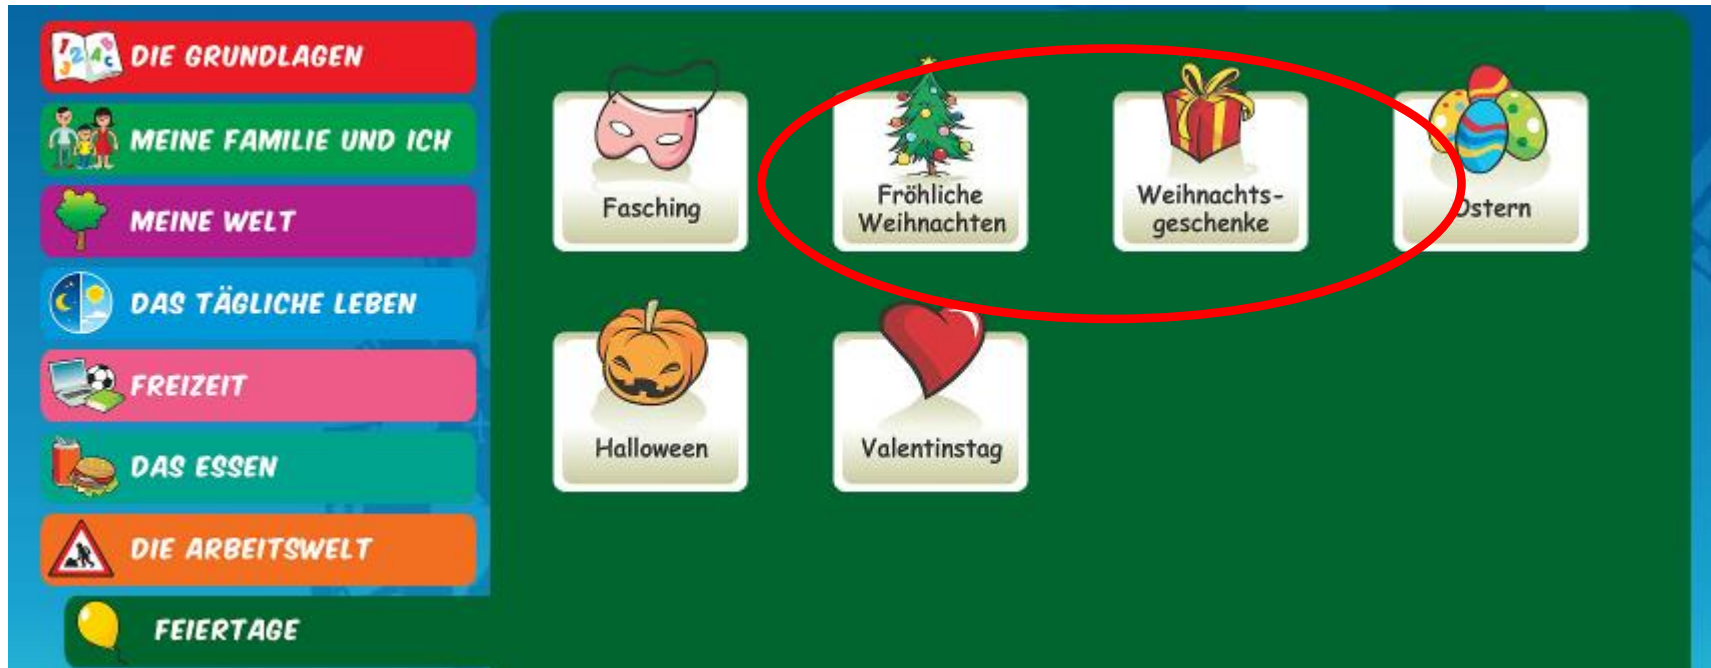 DIE GRUNDLAGEN
MEINE FAMILIE UND ICH
MEINE WELT
DAS TÄGLICHE LEBEN
FREIZEIT
DAS ESSEN
DIE ARBEITSWELT
FEIERTAGE
Fasching
Fröhliche
Weihnachten
Weihnachts-
geschenke
Ostern
Halloween
Valentinstag